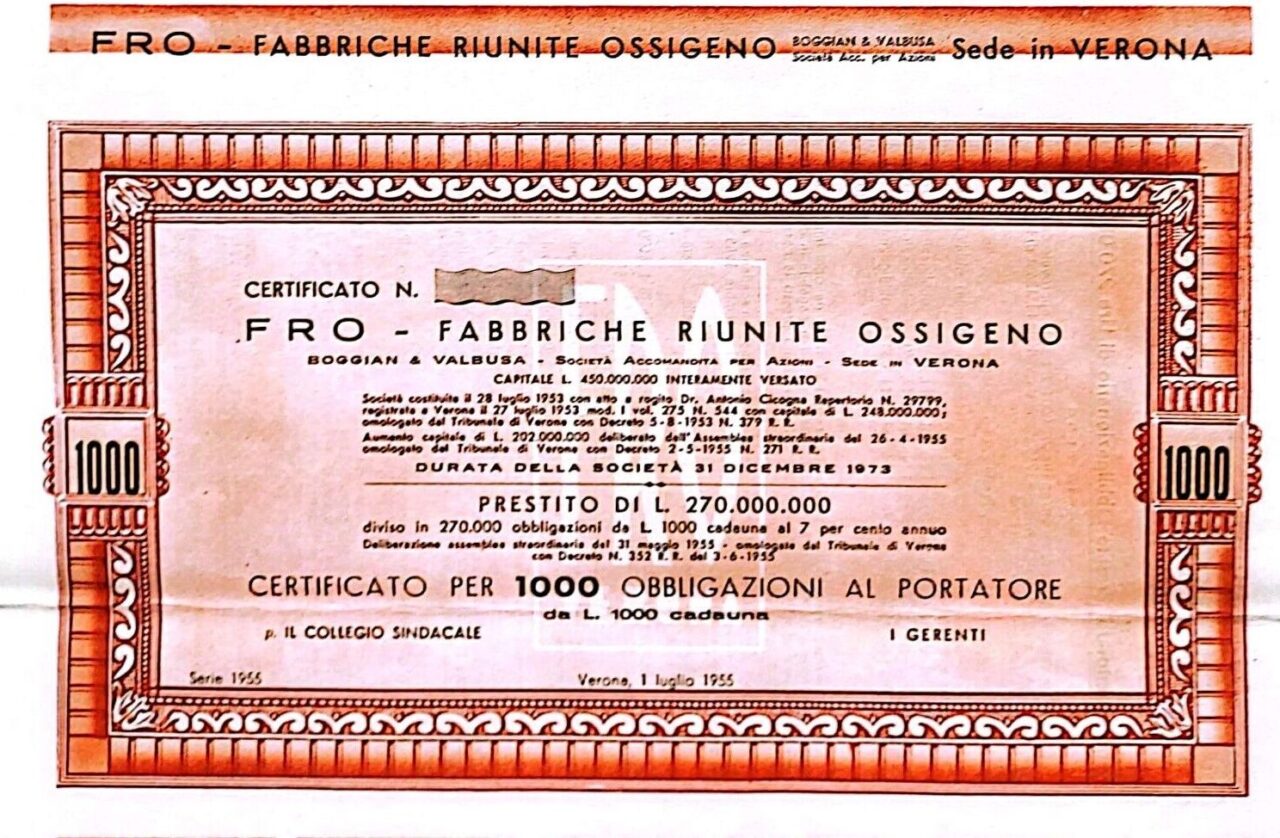 FRO - FABBRICHE RIUNITE OSSIGENO BOGGIAN & VALBUSA Società Acc. per Azioni Sede in VERONA
CERTIFICATO N.
FRO - FABBRICHE RIUNITE OSSIGENO
BOGGIAN & VALBUSA - SOCIETÀ ACCOMANDITA PER AZIONI - SEDE IN VERONA
CAPITALE L. 450.000.000 INTERAMENTE VERSATO
Società costituita il 28 luglio 1953 con atto a rogito Dr. Antonio Cicogna Repertorio N. 29799,
registrato a Verona il 27 luglio 1953 mod. I vol. 275 N. 544 con capitale di L. 248.000.000;
omologato dal Tribunale di Verona con Decreto 5-8-1953 N. 379 R. R.
Aumento capitale di L. 202.000.000 deliberato dall'Assemblea straordinaria del 26-4-1955
omologato dal Tribunale di Verona con Decreto 2-5-1955 N. 271 R. R.
DURATA DELLA SOCIETÀ 31 DICEMBRE 1973
1000
1000
PRESTITO DI L. 270.000.000
diviso in 270.000 obbligazioni da L. 1000 cadauna al 7 per cento annuo
Deliberazione assemblea straordinaria del 31 maggio 1955 - omologata dal Tribunale di Verona
con Decreto N. 352 R. R. del 3-6-1955
CERTIFICATO PER 1000 OBBLIGAZIONI AL PORTATORE
da L. 1000 cadauna
p. IL COLLEGIO SINDACALE
I GERENTI
Serie 1955
Verona, 1 luglio 1955